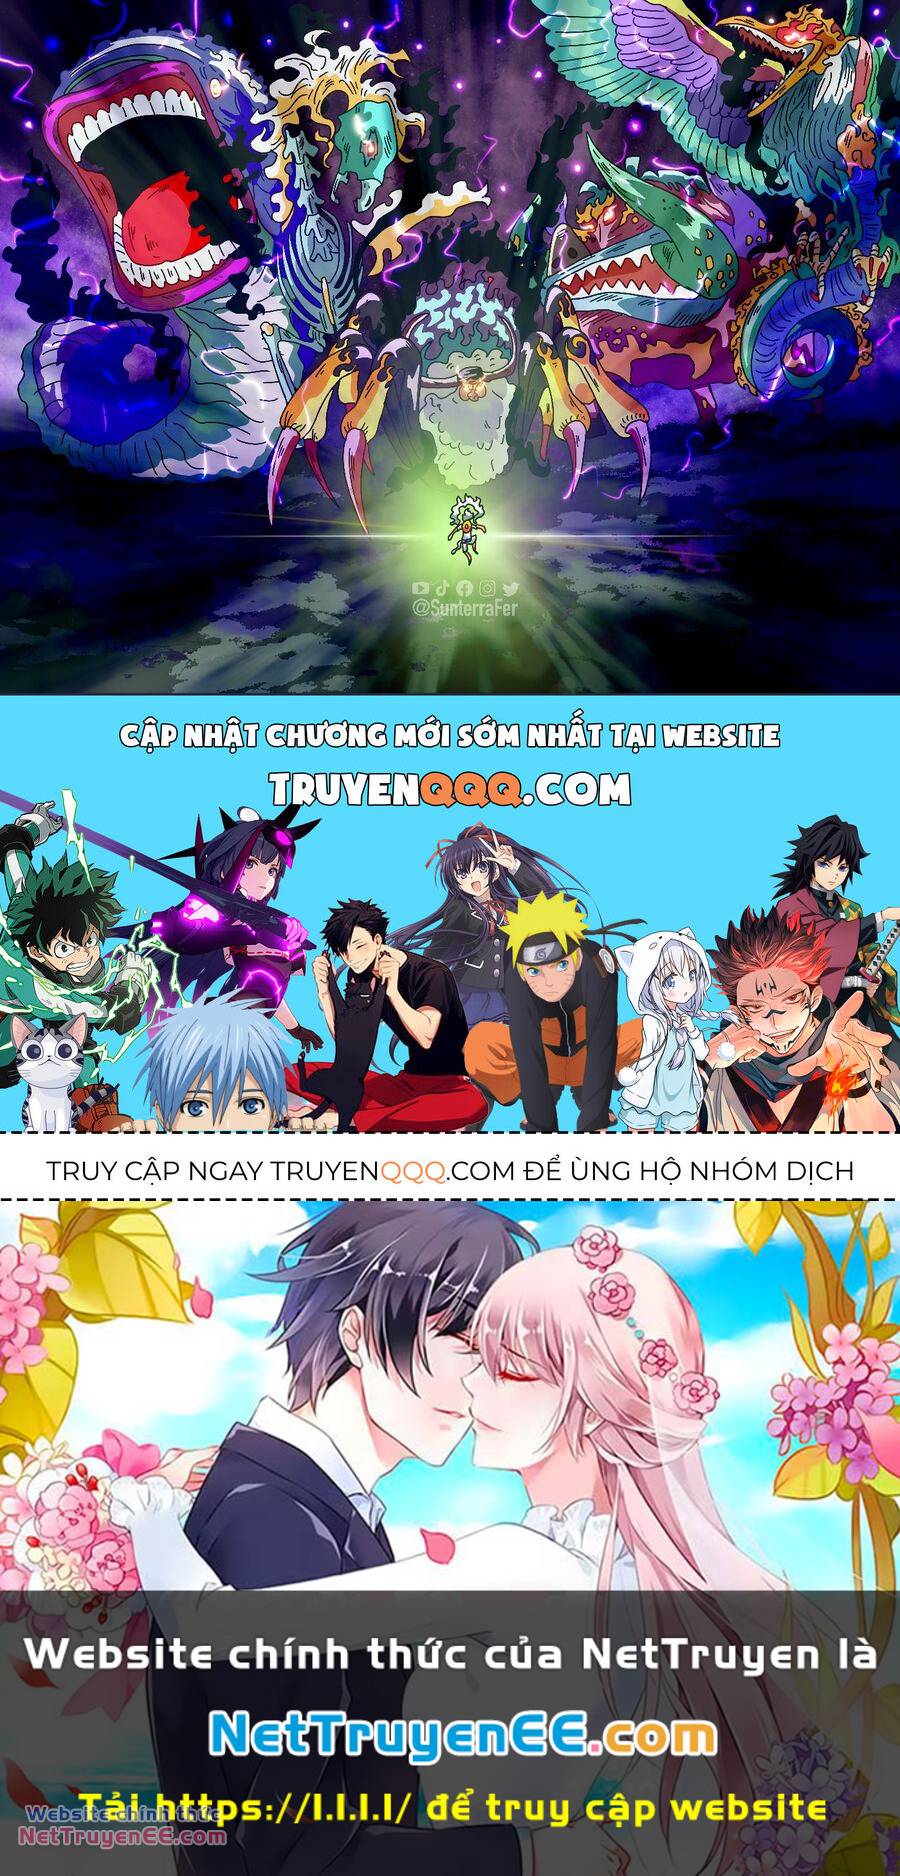 @SunterraFer
CẬP NHẬT CHƯƠNG MỚI SỚM NHẤT TẠI WEBSITE
TRUYENQQQ.COM
TRUY CẬP NGAY TRUYENQQQ.COM ĐỂ ỦNG HỘ NHÓM DỊCH
Website chính thức của NetTruyen là
NetTruyenEE.com
Tải https://1.1.1.1/ để truy cập website
Website chính thức
NetTruyenEE.com